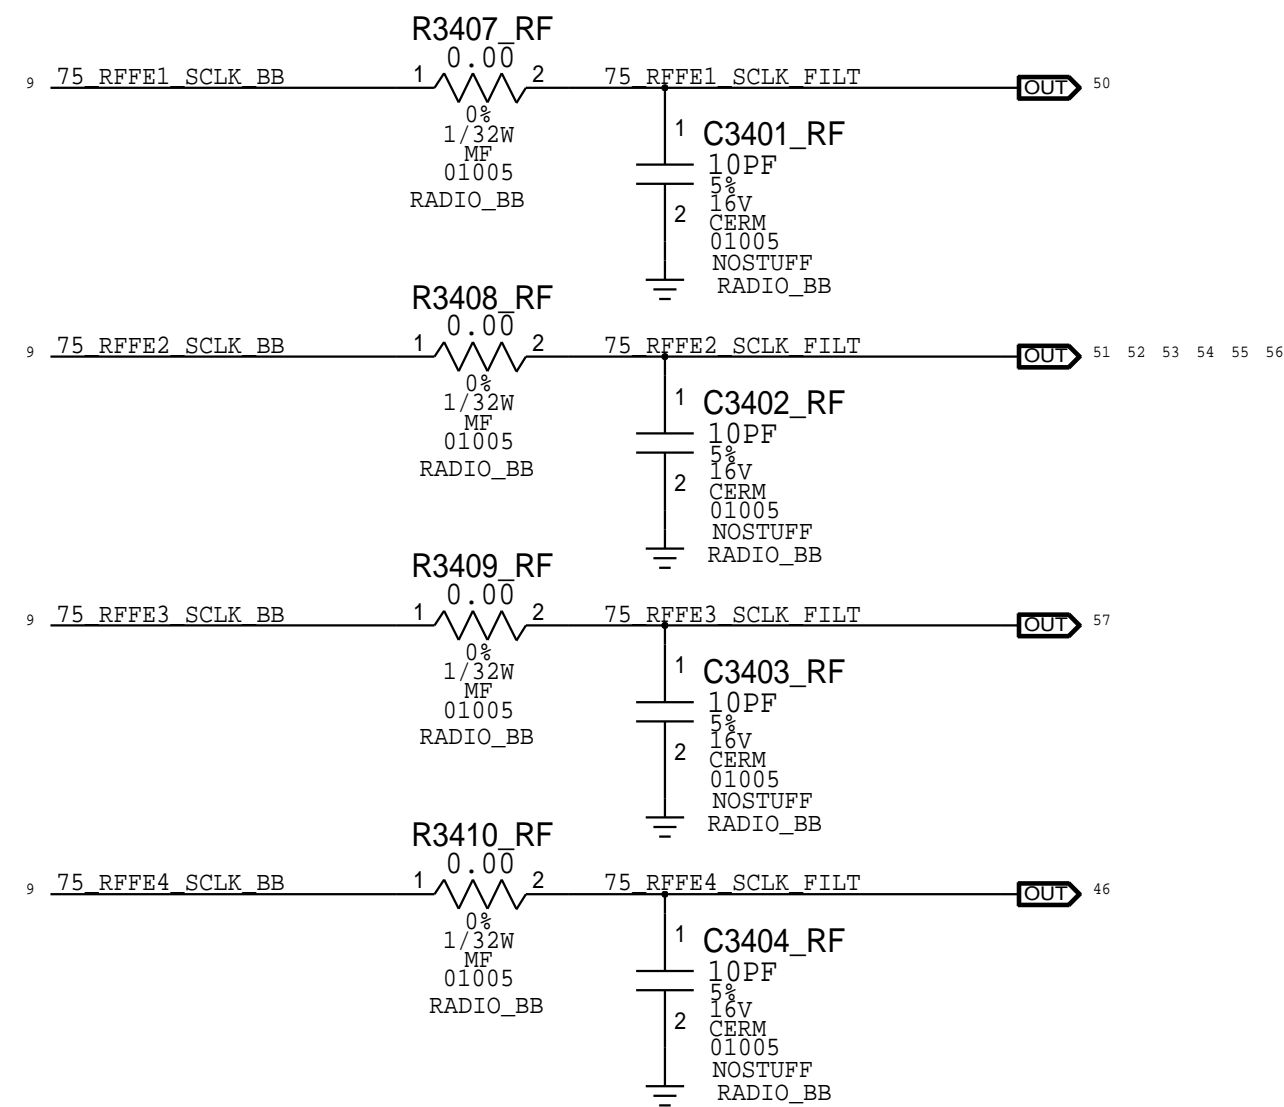 R3407_RF
0.00
9 75_RFFE1_SCLK_BB 1 2 75_RFFE1_SCLK_FILT OUT 50
0%
1/32W
MF
01005
RADIO_BB
1 C3401_RF
10PF
5%
16V
2 CERM
01005
NOSTUFF
RADIO_BB
R3408_RF
0.00
9 75_RFFE2_SCLK_BB 1 2 75_RFFE2_SCLK_FILT OUT 51 52 53 54 55 56
0%
1/32W
MF
01005
RADIO_BB
1 C3402_RF
10PF
5%
16V
2 CERM
01005
NOSTUFF
RADIO_BB
R3409_RF
0.00
9 75_RFFE3_SCLK_BB 1 2 75_RFFE3_SCLK_FILT OUT 57
0%
1/32W
MF
01005
RADIO_BB
1 C3403_RF
10PF
5%
16V
2 CERM
01005
NOSTUFF
RADIO_BB
R3410_RF
0.00
9 75_RFFE4_SCLK_BB 1 2 75_RFFE4_SCLK_FILT OUT 46
0%
1/32W
MF
01005
RADIO_BB
1 C3404_RF
10PF
5%
16V
2 CERM
01005
NOSTUFF
RADIO_BB